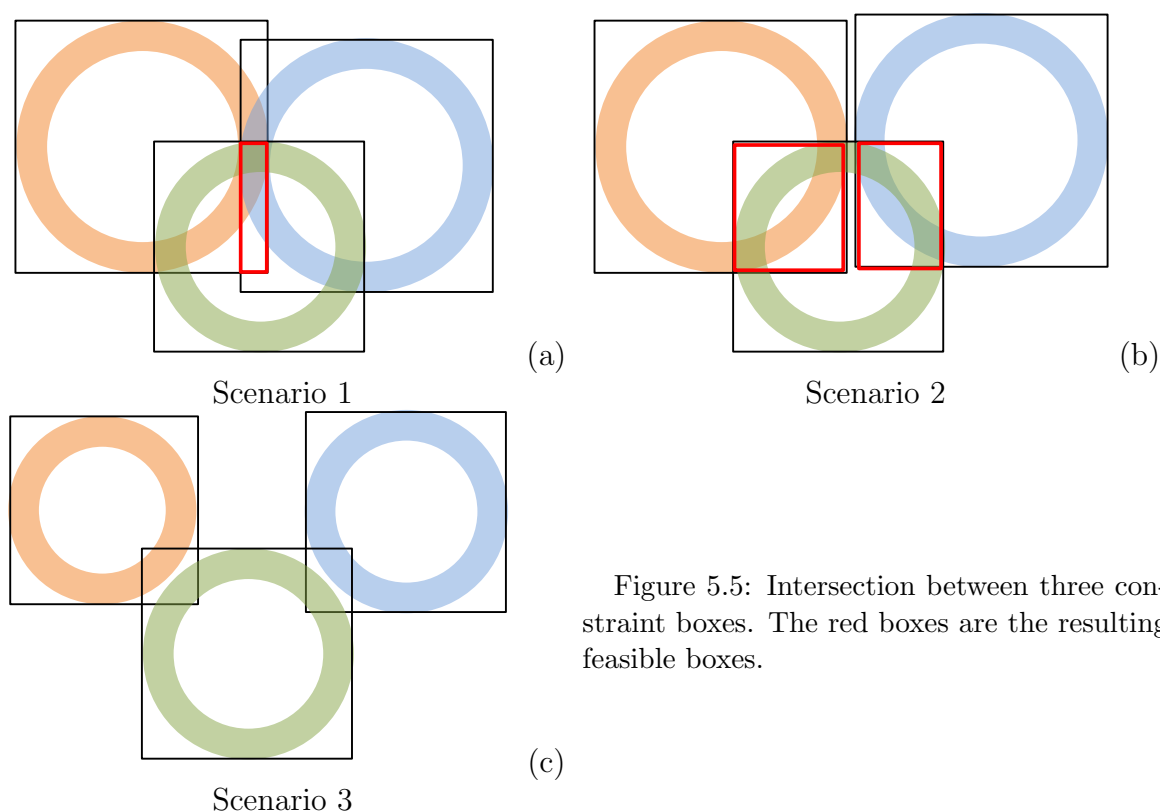 (a)
Scenario 1
(b)
Scenario 2
(c)
Scenario 3
Figure 5.5: Intersection between three con-
straint boxes. The red boxes are the resulting
feasible boxes.